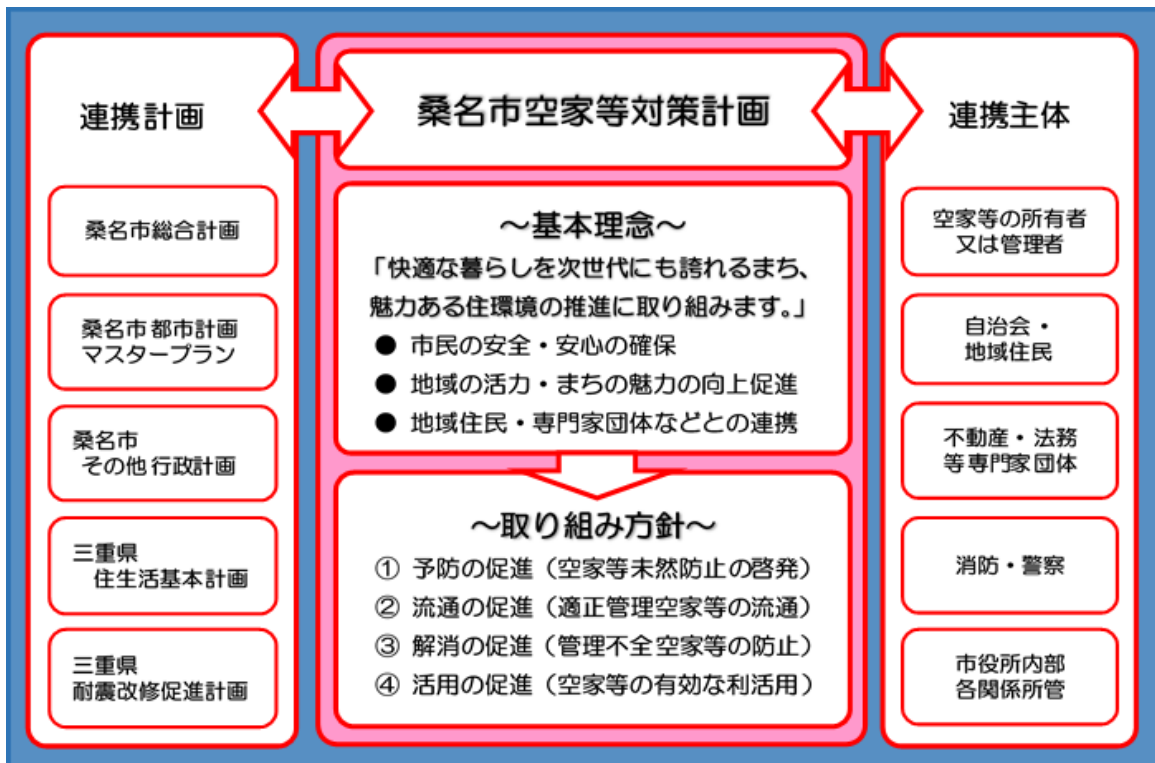 連携計画
桑名市総合計画
桑名市都市計画
マスタープラン
桑名市
その他行政計画
三重県
住生活基本計画
三重県
耐震改修促進計画
桑名市空家等対策計画
～基本理念～
「快適な暮らしを次世代にも誇れるまち、
魅力ある住環境の推進に取り組みます。」
● 市民の安全・安心の確保
● 地域の活力・まちの魅力の向上促進
● 地域住民・専門家団体などとの連携
～取り組み方針～
① 予防の促進（空家等未然防止の啓発）
② 流通の促進（適正管理空家等の流通）
③ 解消の促進（管理不全空家等の防止）
④ 活用の促進（空家等の有効な利活用）
連携主体
空家等の所有者
又は管理者
自治会・
地域住民
不動産・法務
等専門家団体
消防・警察
市役所内部
各関係所管